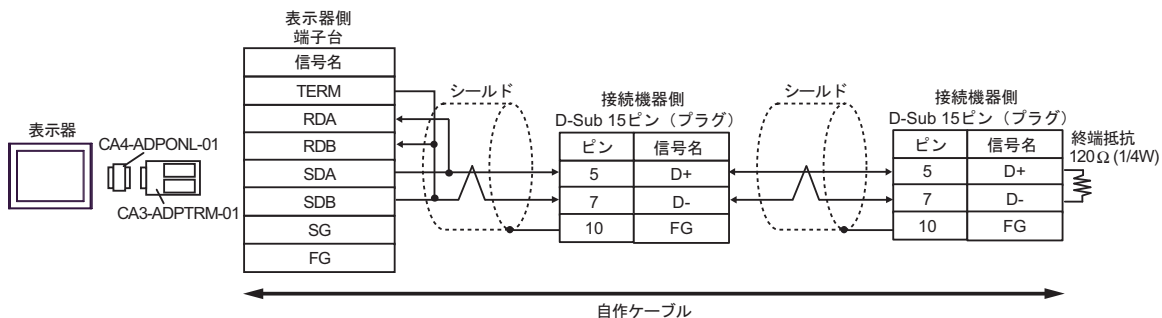 表示器
CA4-ADPONL-01
CA3-ADPTRM-01
表示器側
端子台
信号名
TERM
RDA
RDB
SDA
SDB
SG
FG
シールド
接続機器側
D-Sub 15ピン（プラグ）
ピン 信号名
5 D+
7 D-
10 FG
シールド
接続機器側
D-Sub 15ピン（プラグ）
ピン 信号名
5 D+
7 D-
10 FG
終端抵抗
120Ω(1/4W)
自作ケーブル